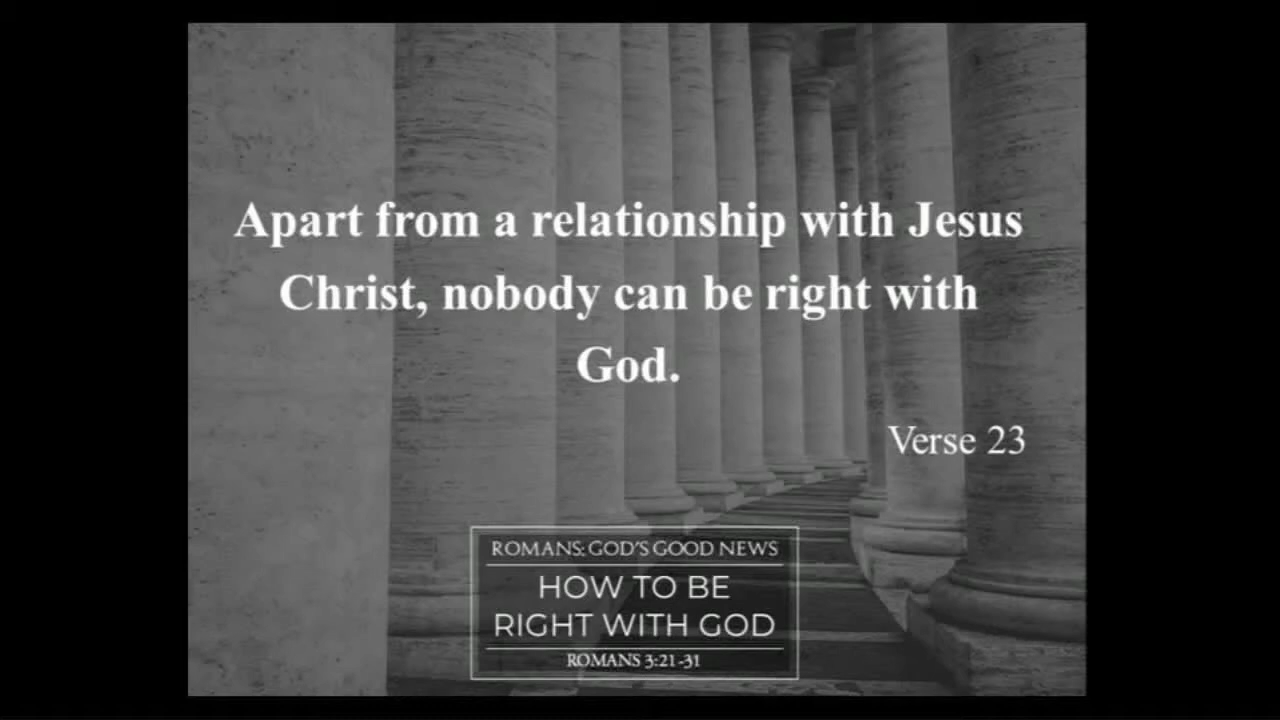 Apart from a relationship with Jesus
Christ, nobody can be right with
God.
Verse 23
ROMANS: GOD'S GOOD NEWS
HOW TO BE
RIGHT WITH GOD
ROMANS 3:21-31